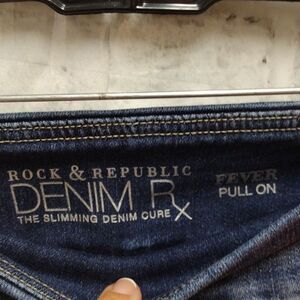 ROCK & REPUBLIC
DENIM Rx
THE SLIMMING DENIM CURE
FEVER
PULL ON